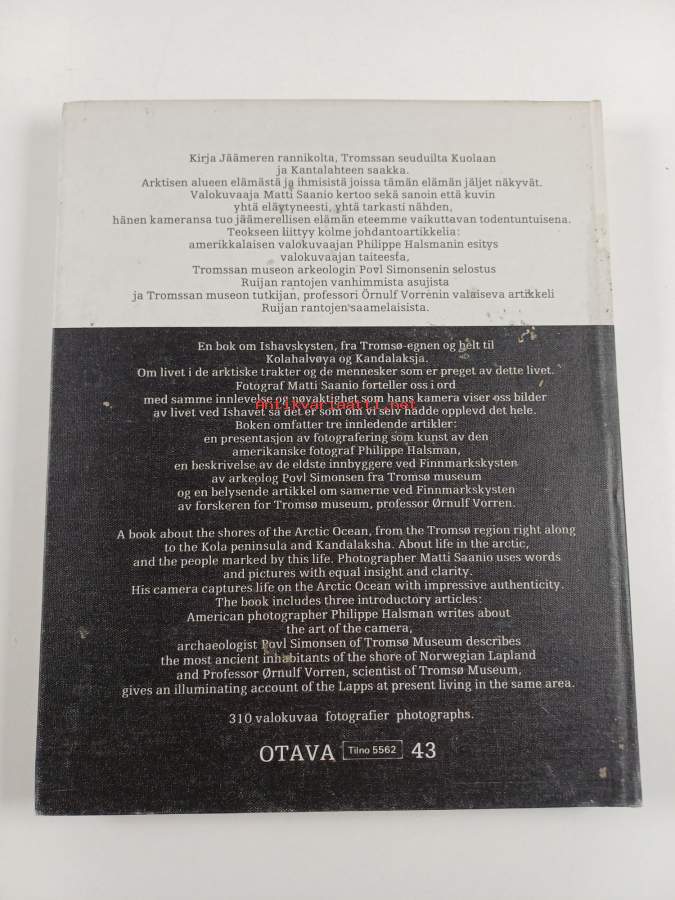 Kirja Jäämeren rannikolta, Tromssan seuduilta Kuolaan
ja Kantalahteen saakka.
Arktisen alueen elämästä ja ihmisistä joissa tämän elämän jäljet näkyvät.
Valokuvaaja Matti Saanio kertoo sekä sanoin että kuvin
yhtä eläytyneesti, yhtä tarkasti nähden,
hänen kameransa tuo jäämerellisen elämän eteemme vaikuttavan todentuntuisena.
Teokseen liittyy kolme johdantoartikkelia:
amerikkalaisen valokuvaajan Philippe Halsmanin esitys
valokuvaajan taiteesta,
Tromssan museon arkeologin Povl Simonsenin selostus
Ruijan rantojen vanhimmista asujista
ja Tromssan museon tutkijan, professori Örnulf Vorrenin valaiseva artikkeli
Ruijan rantojen saamelaisista.
En bok om Ishavskysten, fra Tromsø-egnen og helt til
Kolahalvøya og Kandalaksja.
Om livet i de arktiske trakter og de mennesker som er preget av dette livet.
Fotograf Matti Saanio forteller oss i ord
med samme innlevelse og nøyaktighet som hans kamera viser oss bilder
Antikvariaatti.net
av livet ved Ishavet så det er som om vi selv hadde opplevd det hele.
Boken omfatter tre innledende artikler:
en presentasjon av fotografering som kunst av den
amerikanske fotograf Philippe Halsman,
en beskrivelse av de eldste innbyggere ved Finnmarkskysten
av arkeolog Povl Simonsen fra Tromsø museum
og en belysende artikkel om samerne ved Finnmarkskysten
av forskeren for Tromsø museum, professor Ørnulf Vorren.
A book about the shores of the Arctic Ocean, from the Tromsø region right along
to the Kola peninsula and Kandalaksha. About life in the arctic,
and the people marked by this life. Photographer Matti Saanio uses words
and pictures with equal insight and clarity.
His camera captures life on the Arctic Ocean with impressive authenticity.
The book includes three introductory articles:
American photographer Philippe Halsman writes about
the art of the camera,
archaeologist Povl Simonsen of Tromsø Museum describes
the most ancient inhabitants of the shore of Norwegian Lapland
and Professor Ørnulf Vorren, scientist of Tromsø Museum,
gives an illuminating account of the Lapps at present living in the same area.
310 valokuvaa fotografier photographs.
OTAVA Tilno 5562 43